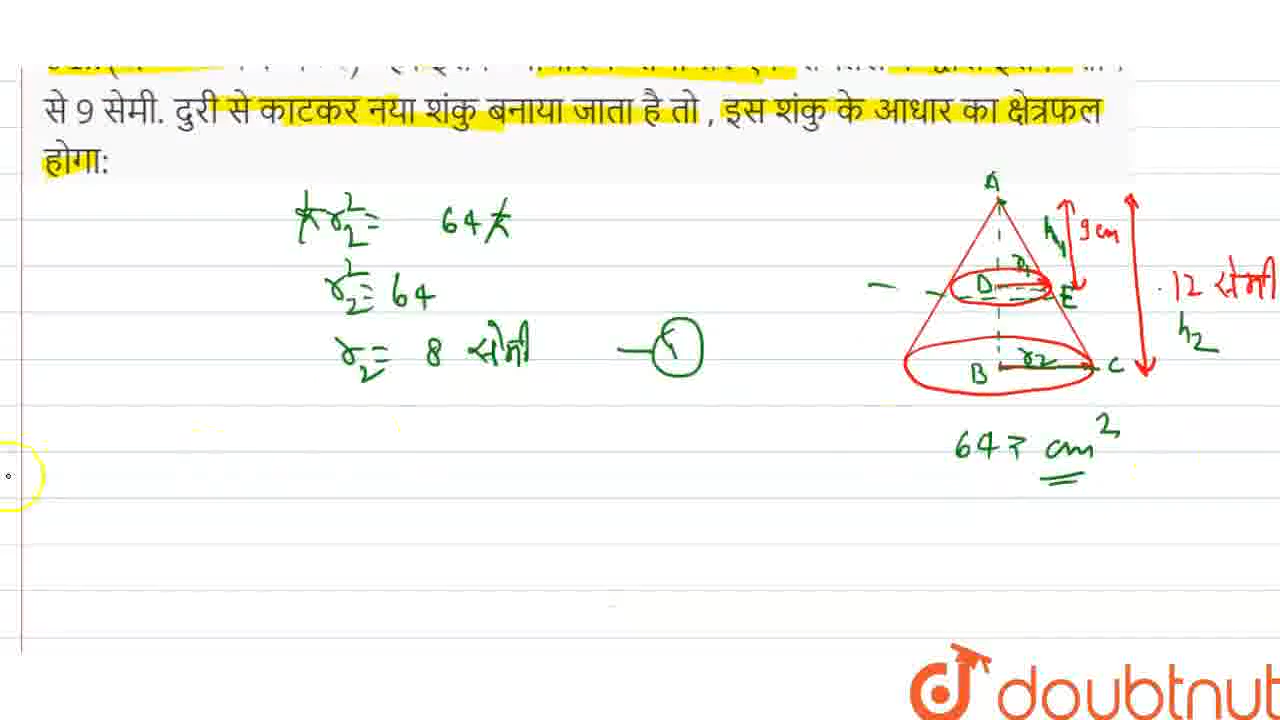 से 9 सेमी. दुरी से काटकर नया शंकु बनाया जाता है तो , इस शंकु के आधार का क्षेत्रफल
होगा:
πr₂² = 64π
r₂² = 64
r₂ = 8 सेमी
A
h₁ 9 cm
D r₁ E
12 सेमी
h₂
B r2 C
64π cm²
doubtnut